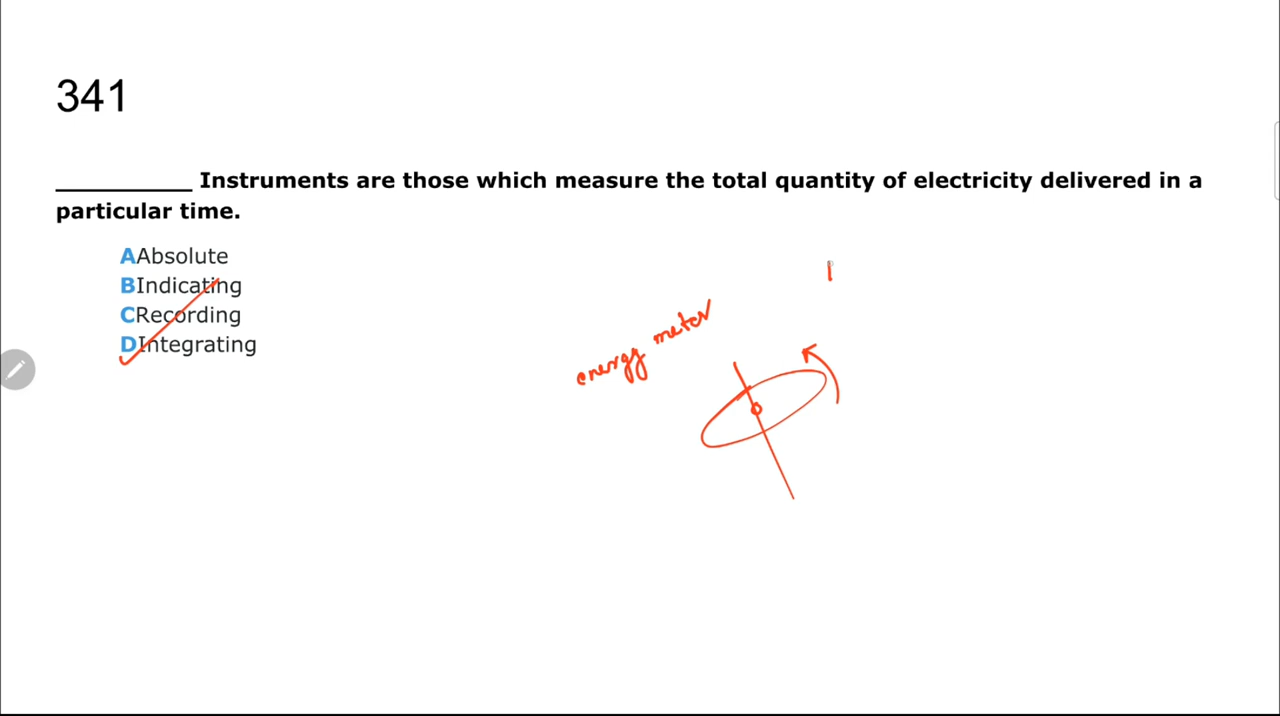 341
__________ Instruments are those which measure the total quantity of electricity delivered in a
particular time.
AAbsolute
BIndicating
CRecording
DIntegrating
energy meter